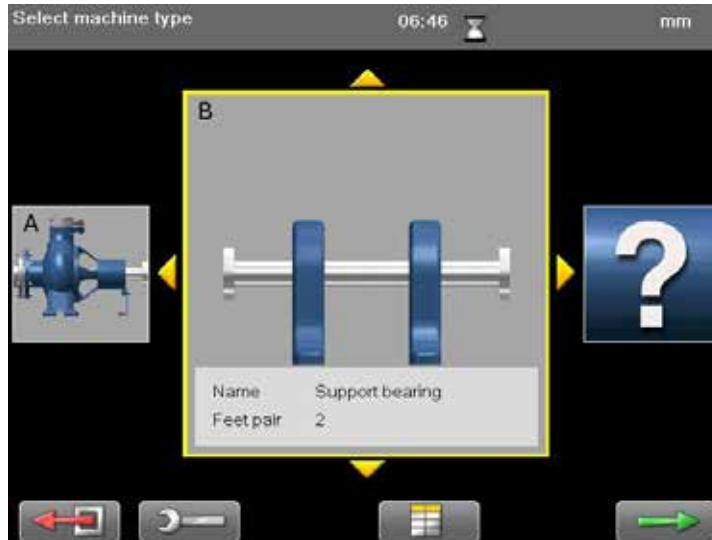 Select machine type
06:46
mm
B
A
?
Name Support bearing
Feet pair 2